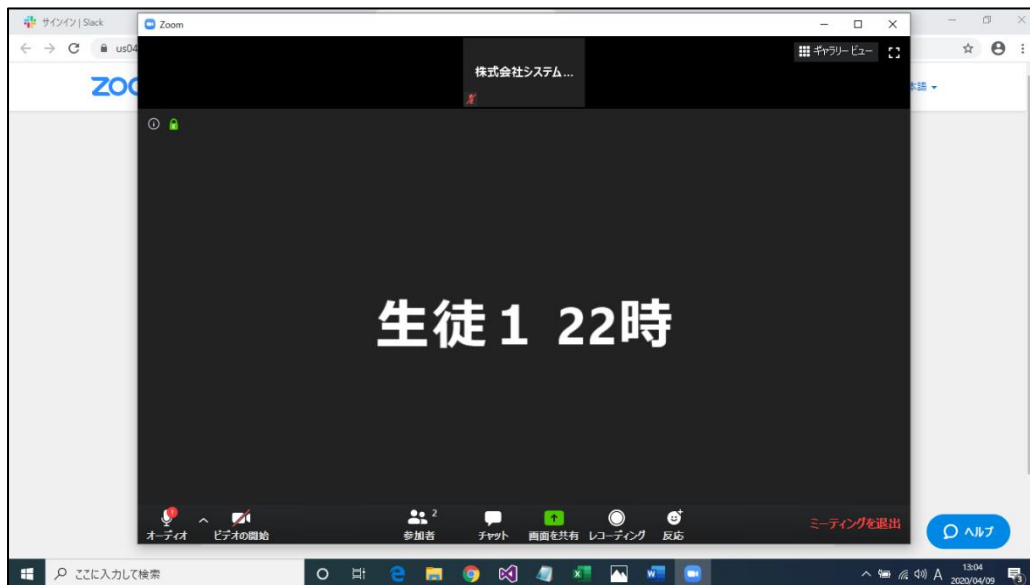 サインイン | Slack
Zoom
us04
ZOO
株式会社システム...
ギャラリー ビュー
本語
生徒1 22時
2
オーディオ
ビデオの開始
参加者
チャット
画面を共有
レコーディング
反応
ミーティングを退出
ヘルプ
ここに入力して検索
A
13:04
2020/04/09